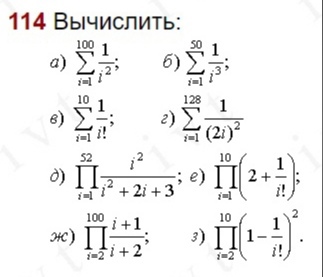 114 Вычислить:
а) \sum_{i=1}^{100} \frac{1}{i^2}; б) \sum_{i=1}^{50} \frac{1}{i^3};
в) \sum_{i=1}^{10} \frac{1}{i!}; г) \sum_{i=1}^{128} \frac{1}{(2i)^2}
д) \prod_{i=1}^{52} \frac{i^2}{i^2+2i+3}; е) \prod_{i=1}^{10} \left(2+\frac{1}{i!}\right);
ж) \prod_{i=2}^{100} \frac{i+1}{i+2}; з) \prod_{i=2}^{10} \left(1-\frac{1}{i!}\right)^2.